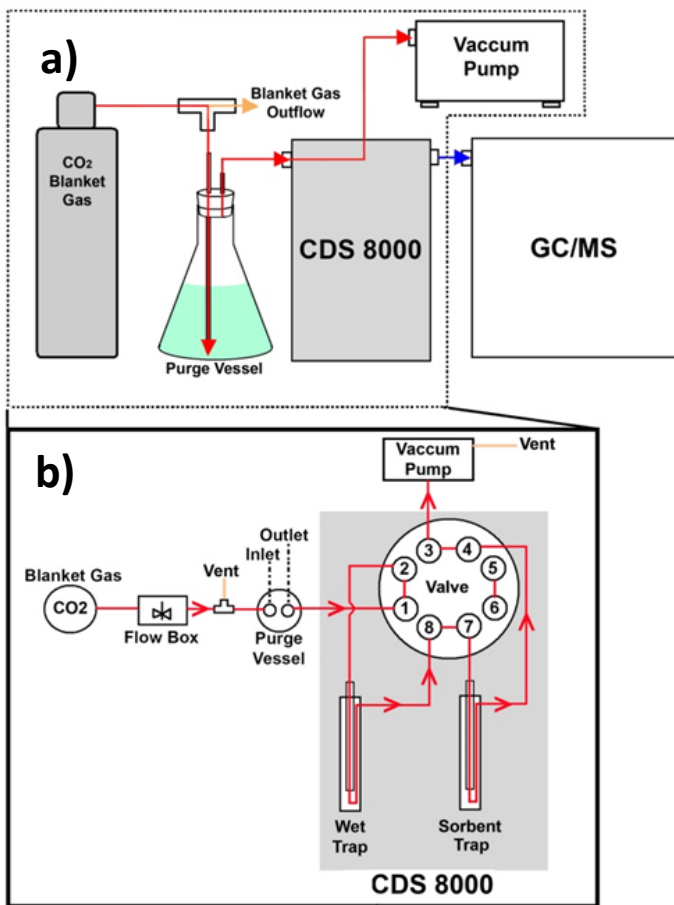 a)
Vaccum
Pump
Blanket Gas
Outflow
CO₂
Blanket
Gas
CDS 8000
GC/MS
Purge Vessel
b)
Vaccum
Pump
Vent
Outlet
Inlet
Blanket Gas
Vent
CO2
Flow Box
Purge
Vessel
Valve
1
2
3
4
5
6
7
8
Wet
Trap
Sorbent
Trap
CDS 8000